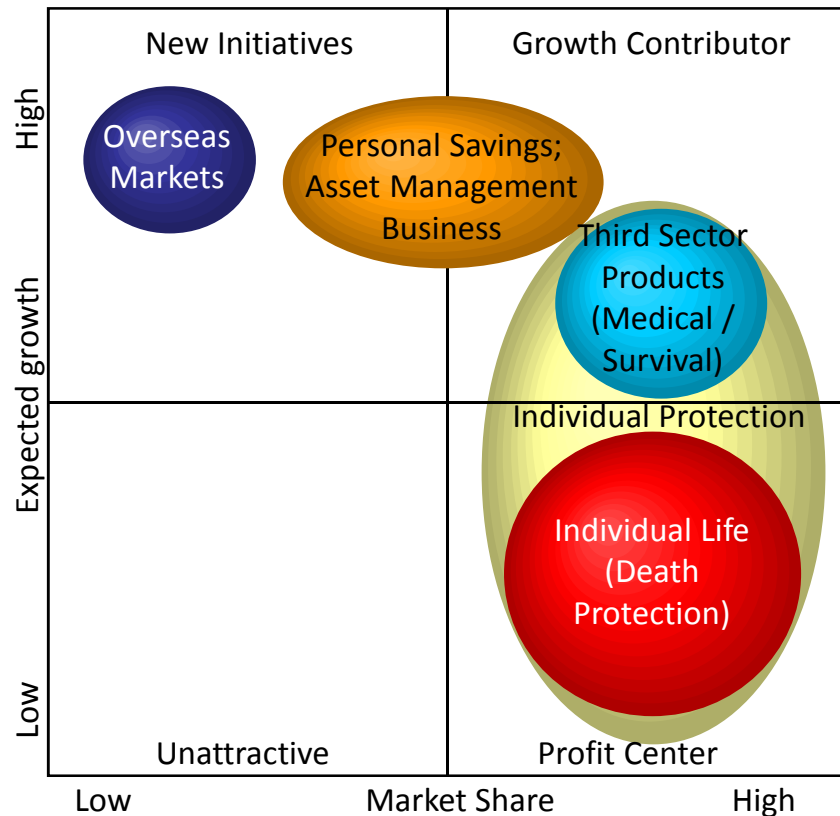 New Initiatives
Growth Contributor
High
Expected growth
Low
Overseas
Markets
Personal Savings;
Asset Management
Business
Third Sector
Products
(Medical /
Survival)
Individual Protection
Individual Life
(Death
Protection)
Unattractive
Profit Center
Low
Market Share
High